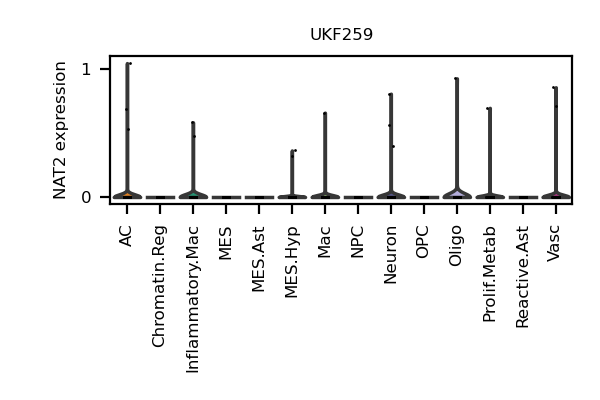 UKF259
NAT2 expression
1
0
AC
Chromatin.Reg
Inflammatory.Mac
MES
MES.Ast
MES.Hyp
Mac
NPC
Neuron
OPC
Oligo
Prolif.Metab
Reactive.Ast
Vasc